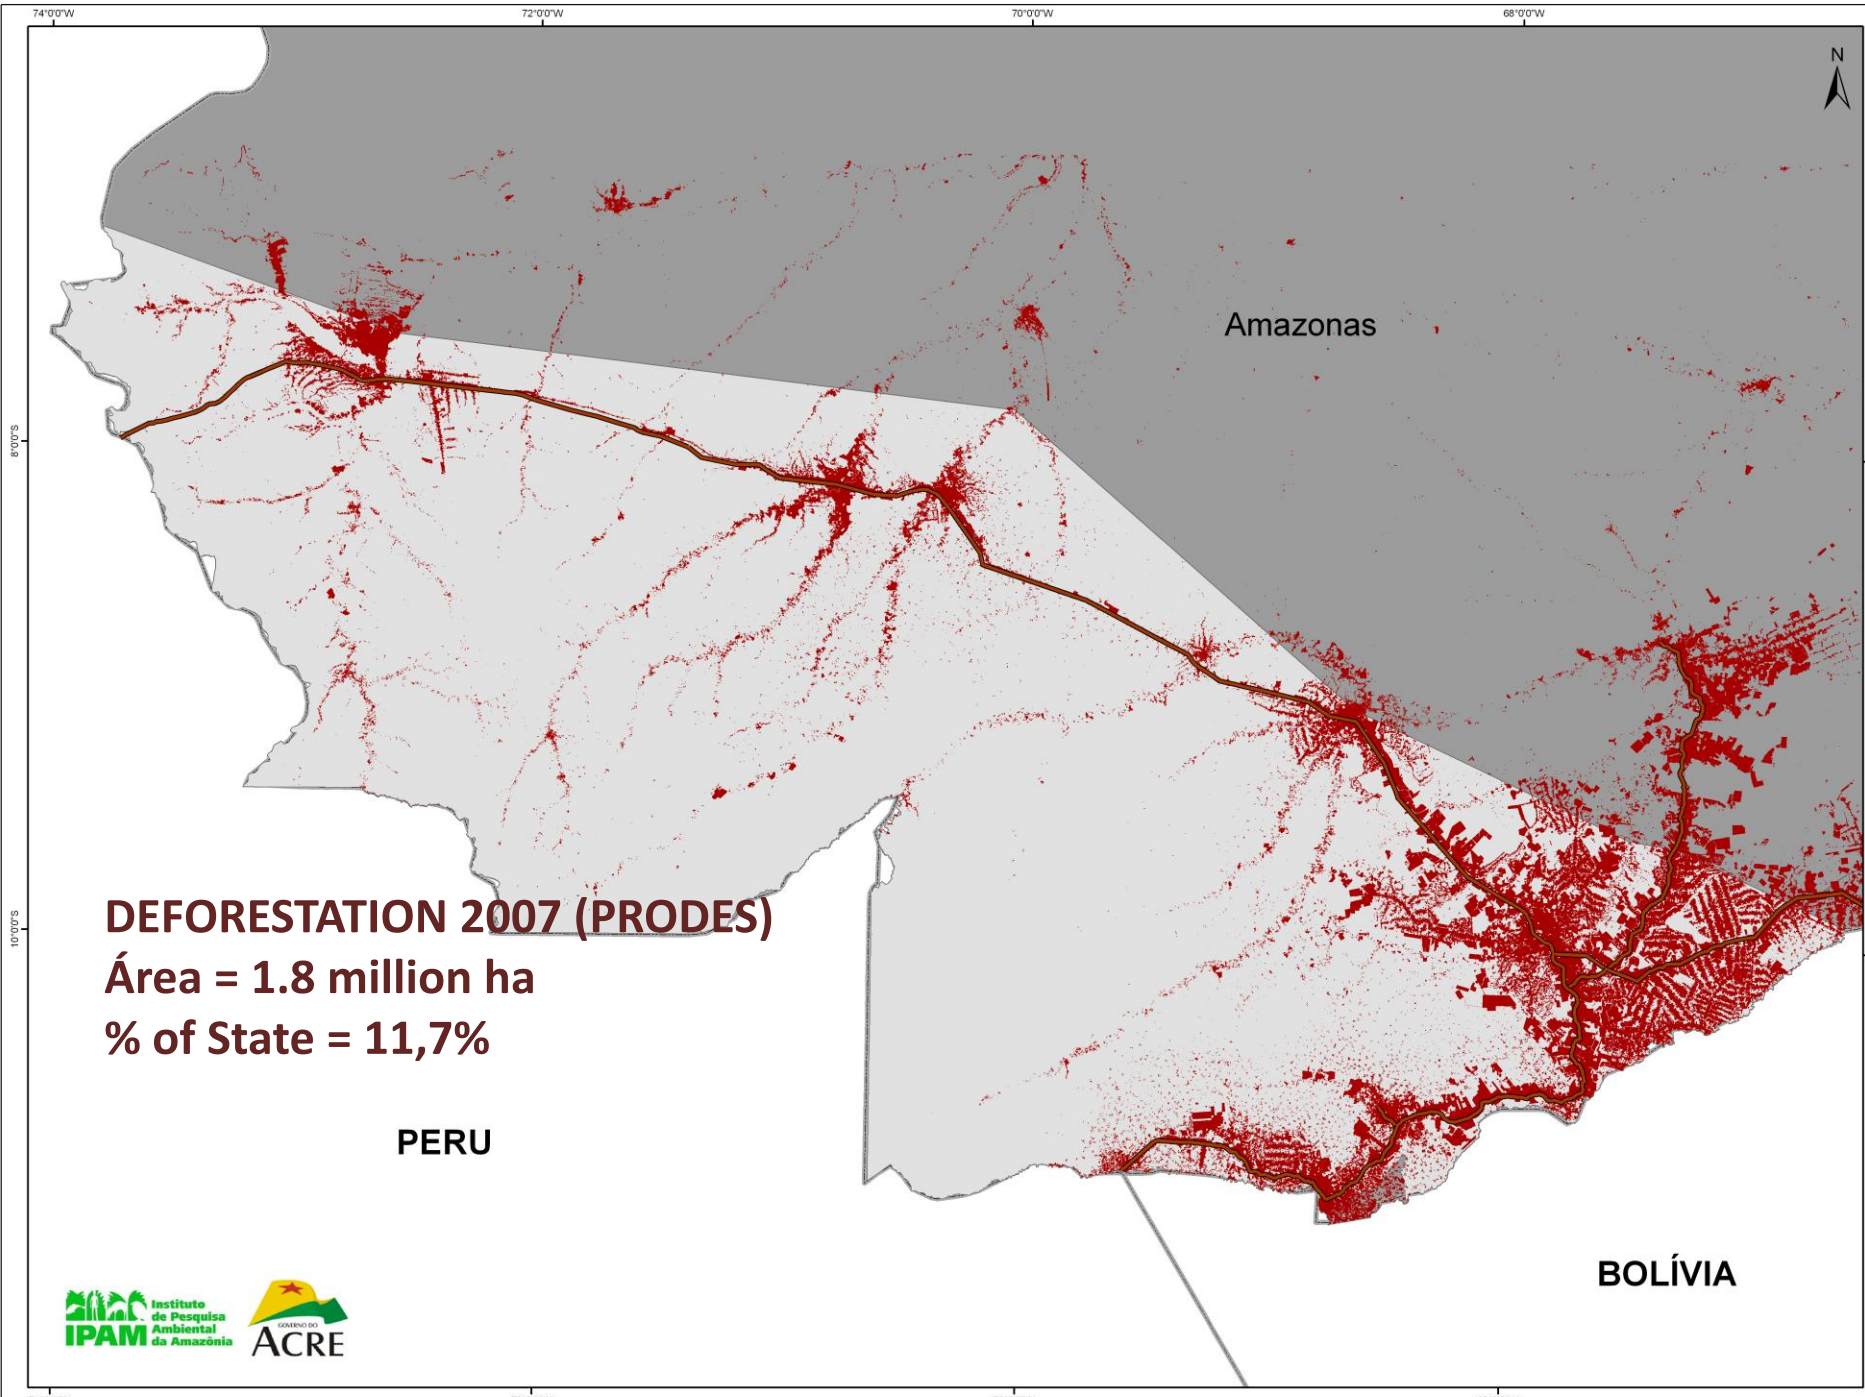 74°0'0"W
72°0'0"W
70°0'0"W
68°0'0"W
N
Amazonas
8°0'0"S
10°0'0"S
DEFORESTATION 2007 (PRODES)
Área = 1.8 million ha
% of State = 11,7%
PERU
BOLÍVIA
IPAM
Instituto
de Pesquisa
Ambiental
da Amazônia
GOVERNO DO
ACRE